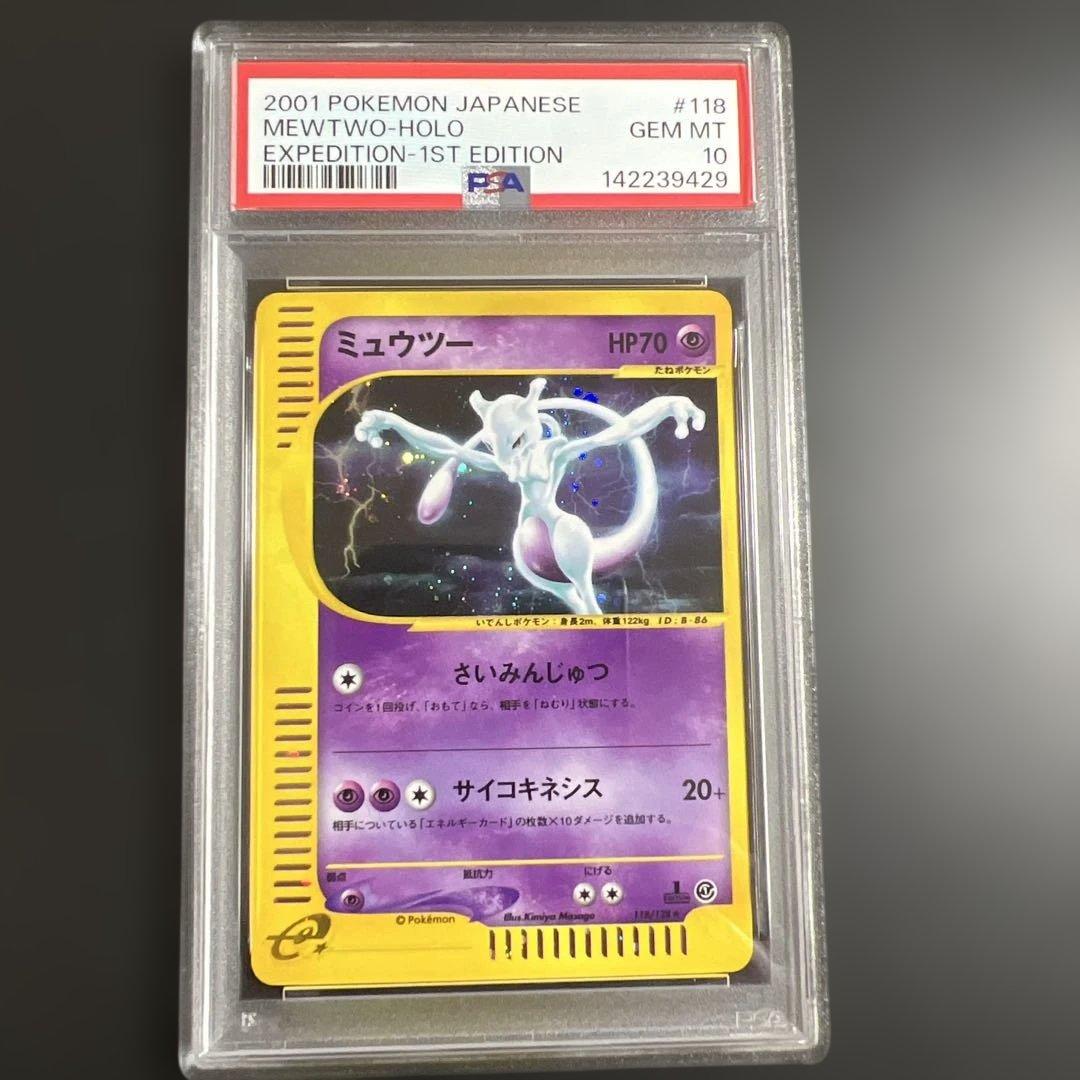 2001 POKEMON JAPANESE #118
MEWTWO-HOLO GEM MT
EXPEDITION-1ST EDITION 10
PSA 142239429
ミュウツー HP70
たねポケモン
いでんしポケモン：身長2m、体重122kg ID：B-86
さいみんじゅつ
コインを1回投げ、「おもて」なら、相手を「ねむり」状態にする。
サイコキネシス 20+
相手についている「エネルギーカード」の枚数×10ダメージを追加する。
弱点 抵抗力 にげる
1 EDITION
©Pokémon Illus.Kimiya Masago 118/128★
e